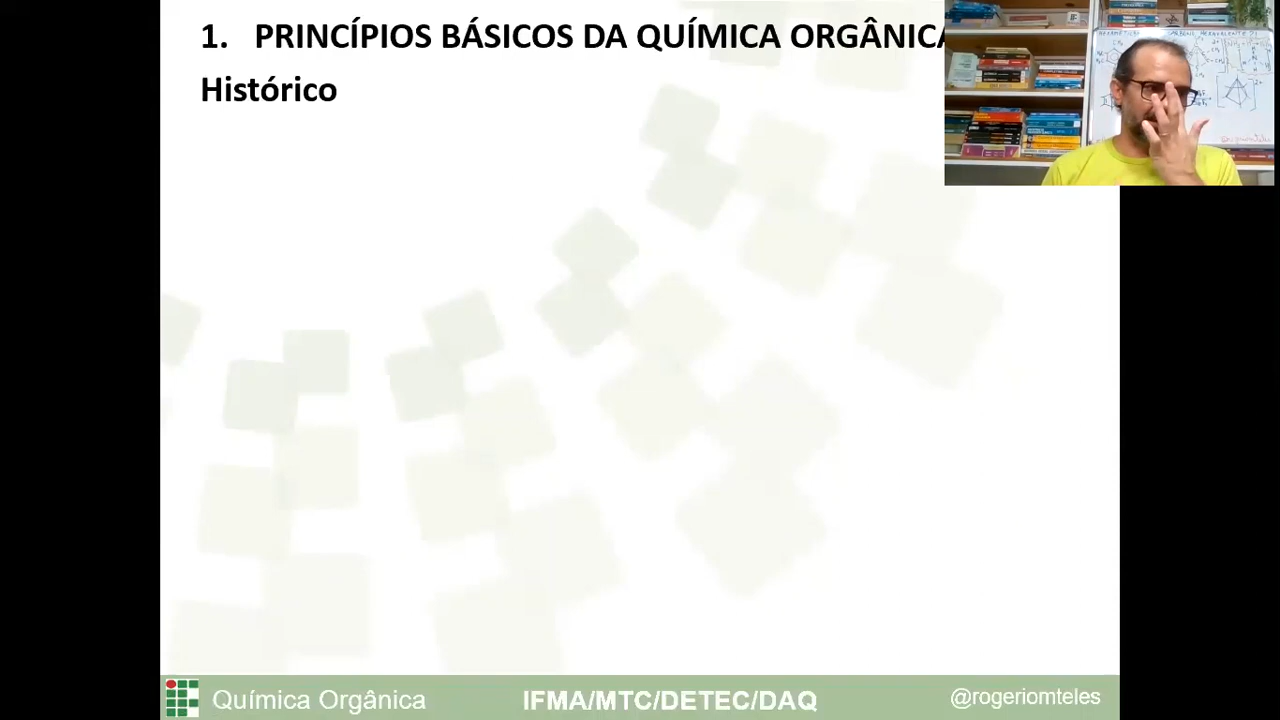 1. PRINCÍPIOS BÁSICOS DA QUÍMICA ORGÂNICA
Histórico
Química Orgânica
IFMA/MTC/DETEC/DAQ
@rogeriomteles